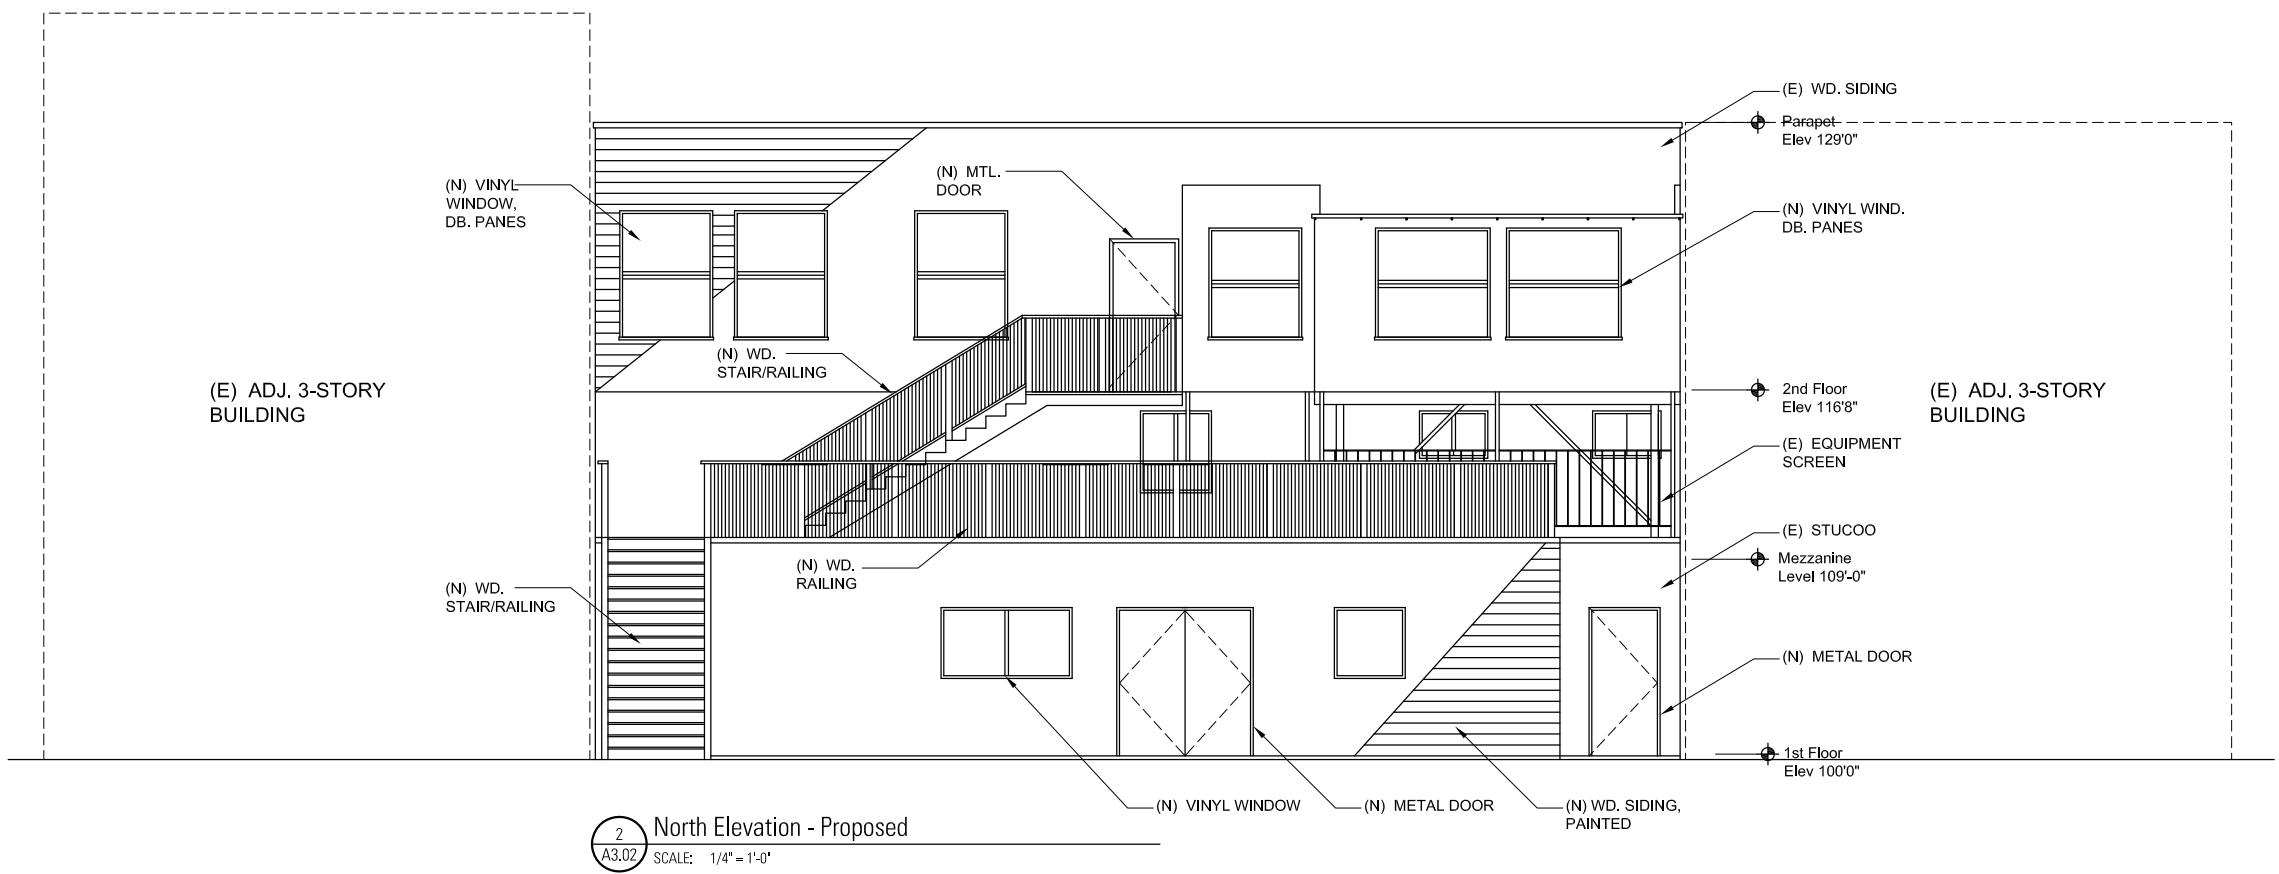 (E) WD. SIDING
Parapet
Elev 129'0"
(N) MTL.
DOOR
(N) VINYL
WINDOW,
DB. PANES
(N) VINYL WIND.
DB. PANES
(N) WD.
STAIR/RAILING
(E) ADJ. 3-STORY
BUILDING
2nd Floor
Elev 116'8"
(E) ADJ. 3-STORY
BUILDING
(E) EQUIPMENT
SCREEN
(E) STUCOO
(N) WD.
RAILING
Mezzanine
Level 109'-0"
(N) WD.
STAIR/RAILING
(N) METAL DOOR
1st Floor
Elev 100'0"
(N) VINYL WINDOW
(N) METAL DOOR
(N) WD. SIDING,
PAINTED
2
A3.02
North Elevation - Proposed
SCALE: 1/4" = 1'-0"